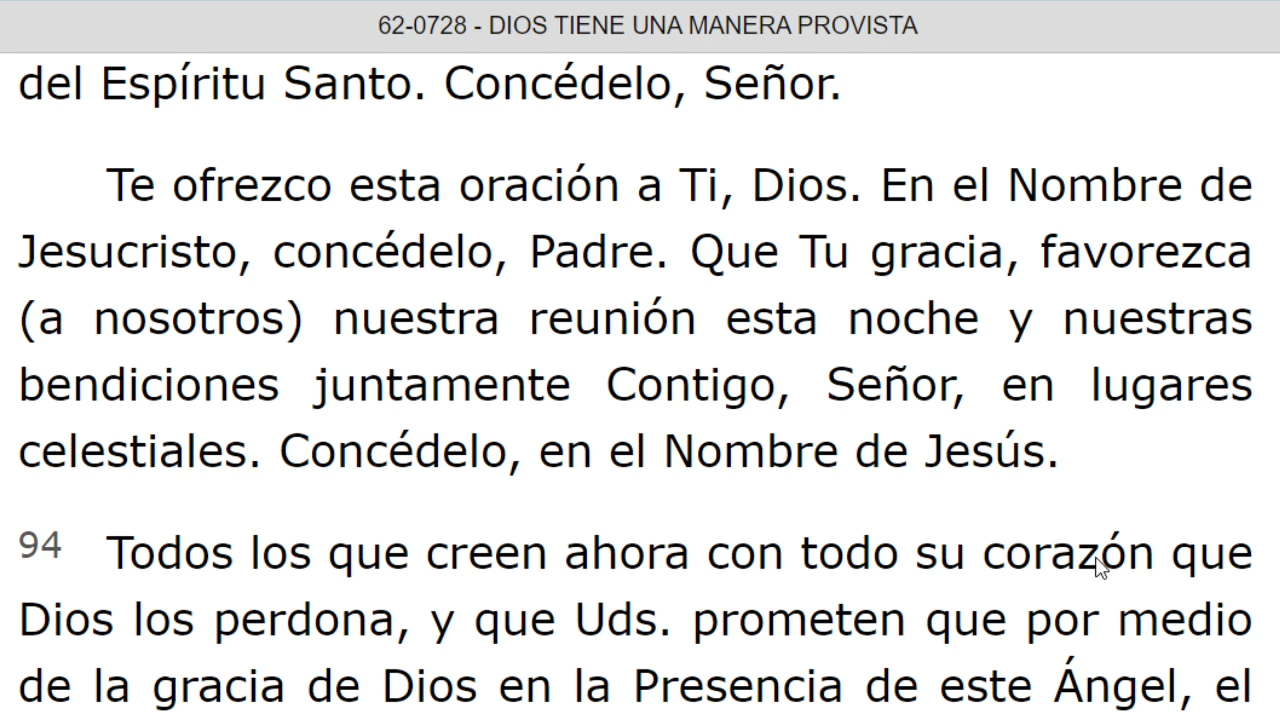 62-0728 - DIOS TIENE UNA MANERA PROVISTA
del Espíritu Santo. Concédelo, Señor.
Te ofrezco esta oración a Ti, Dios. En el Nombre de
Jesucristo, concédelo, Padre. Que Tu gracia, favorezca
(a nosotros) nuestra reunión esta noche y nuestras
bendiciones juntamente Contigo, Señor, en lugares
celestiales. Concédelo, en el Nombre de Jesús.
94 Todos los que creen ahora con todo su corazón que
Dios los perdona, y que Uds. prometen que por medio
de la gracia de Dios en la Presencia de este Ángel, el